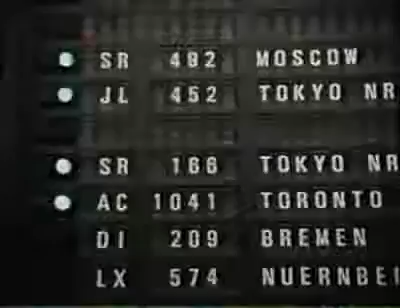 SR 482 MOSCOW
JL 452 TOKYO NR
SR 166 TOKYO NR
AC 1041 TORONTO
DI 209 BREMEN
LX 574 NUERNBE